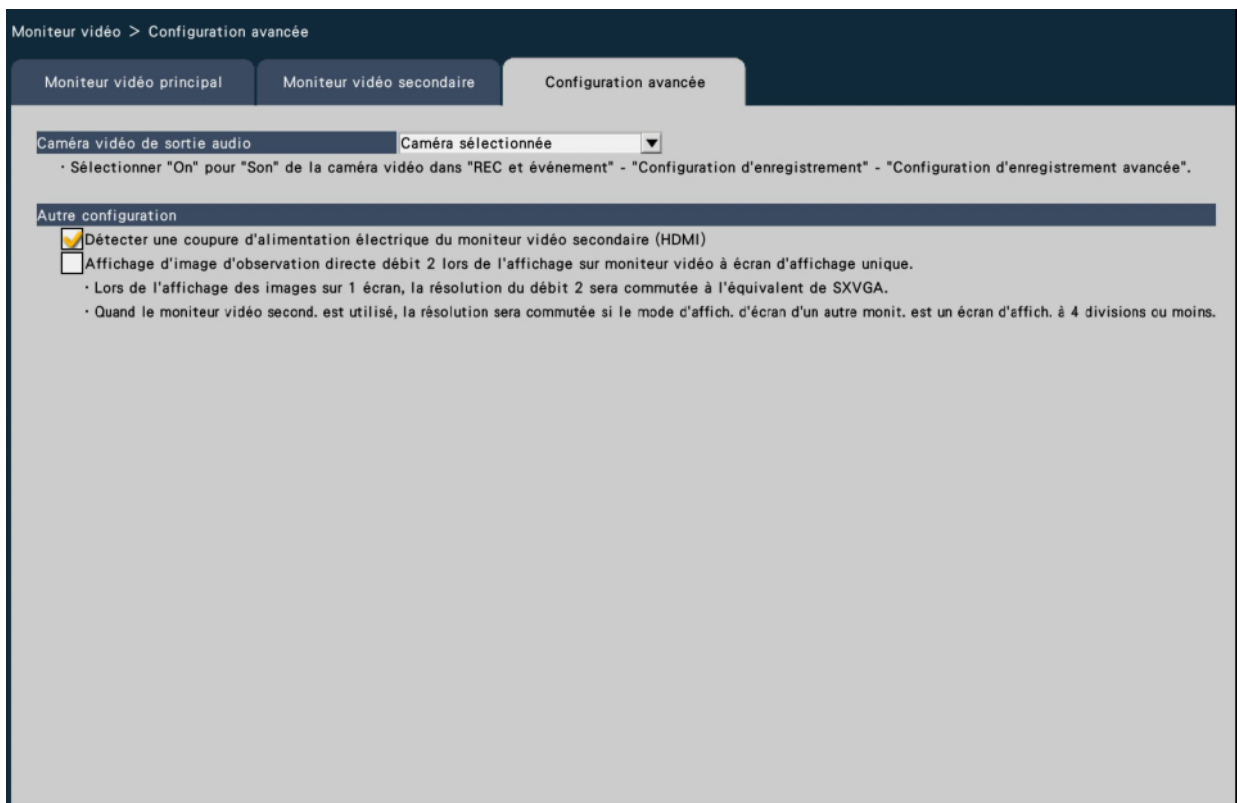 Moniteur vidéo > Configuration avancée
Moniteur vidéo principal
Moniteur vidéo secondaire
Configuration avancée
Caméra vidéo de sortie audio
Caméra sélectionnée
・Sélectionner "On" pour "Son" de la caméra vidéo dans "REC et événement" - "Configuration d'enregistrement" - "Configuration d'enregistrement avancée".
Autre configuration
Détecter une coupure d'alimentation électrique du moniteur vidéo secondaire (HDMI)
Affichage d'image d'observation directe débit 2 lors de l'affichage sur moniteur vidéo à écran d'affichage unique.
・Lors de l'affichage des images sur 1 écran, la résolution du débit 2 sera commutée à l'équivalent de SXVGA.
・Quand le moniteur vidéo second. est utilisé, la résolution sera commutée si le mode d'affich. d'écran d'un autre monit. est un écran d'affich. à 4 divisions ou moins.